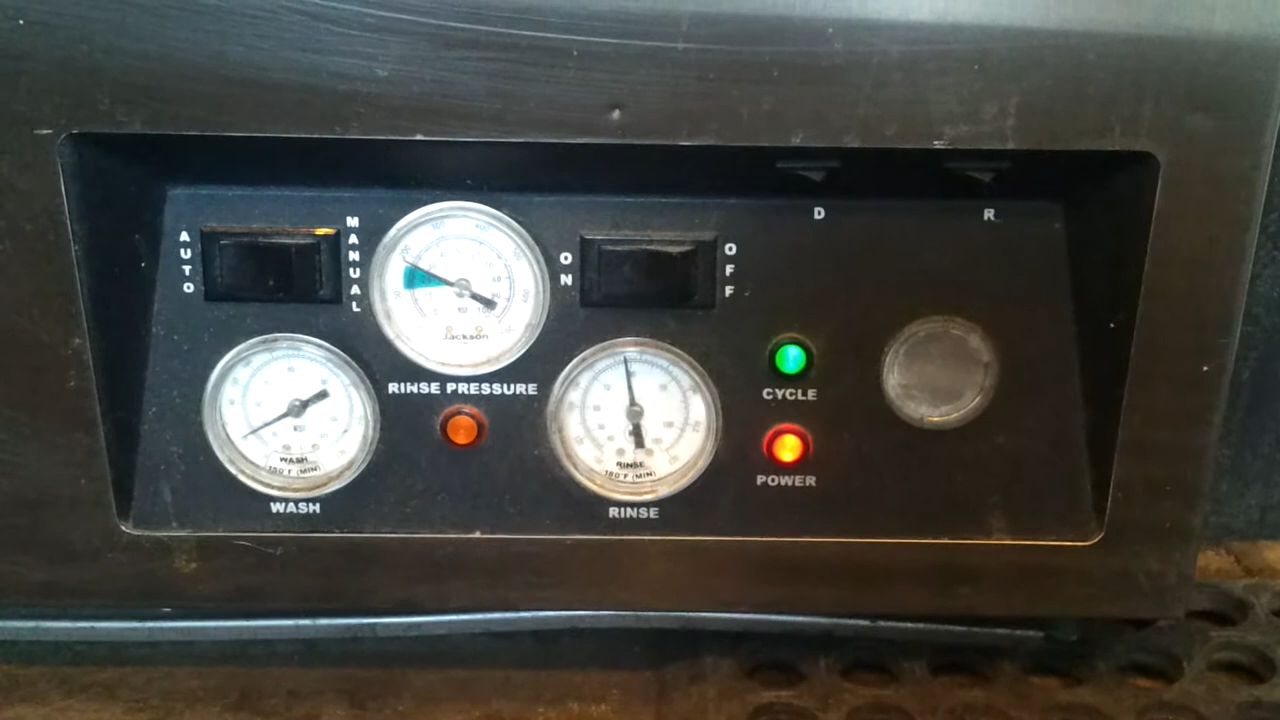 D
R
AUTO
MANUAL
ON
OFF
Jackson
RINSE PRESSURE
CYCLE
WASH
150°F (MIN)
RINSE
180°F (MIN)
POWER
WASH
RINSE